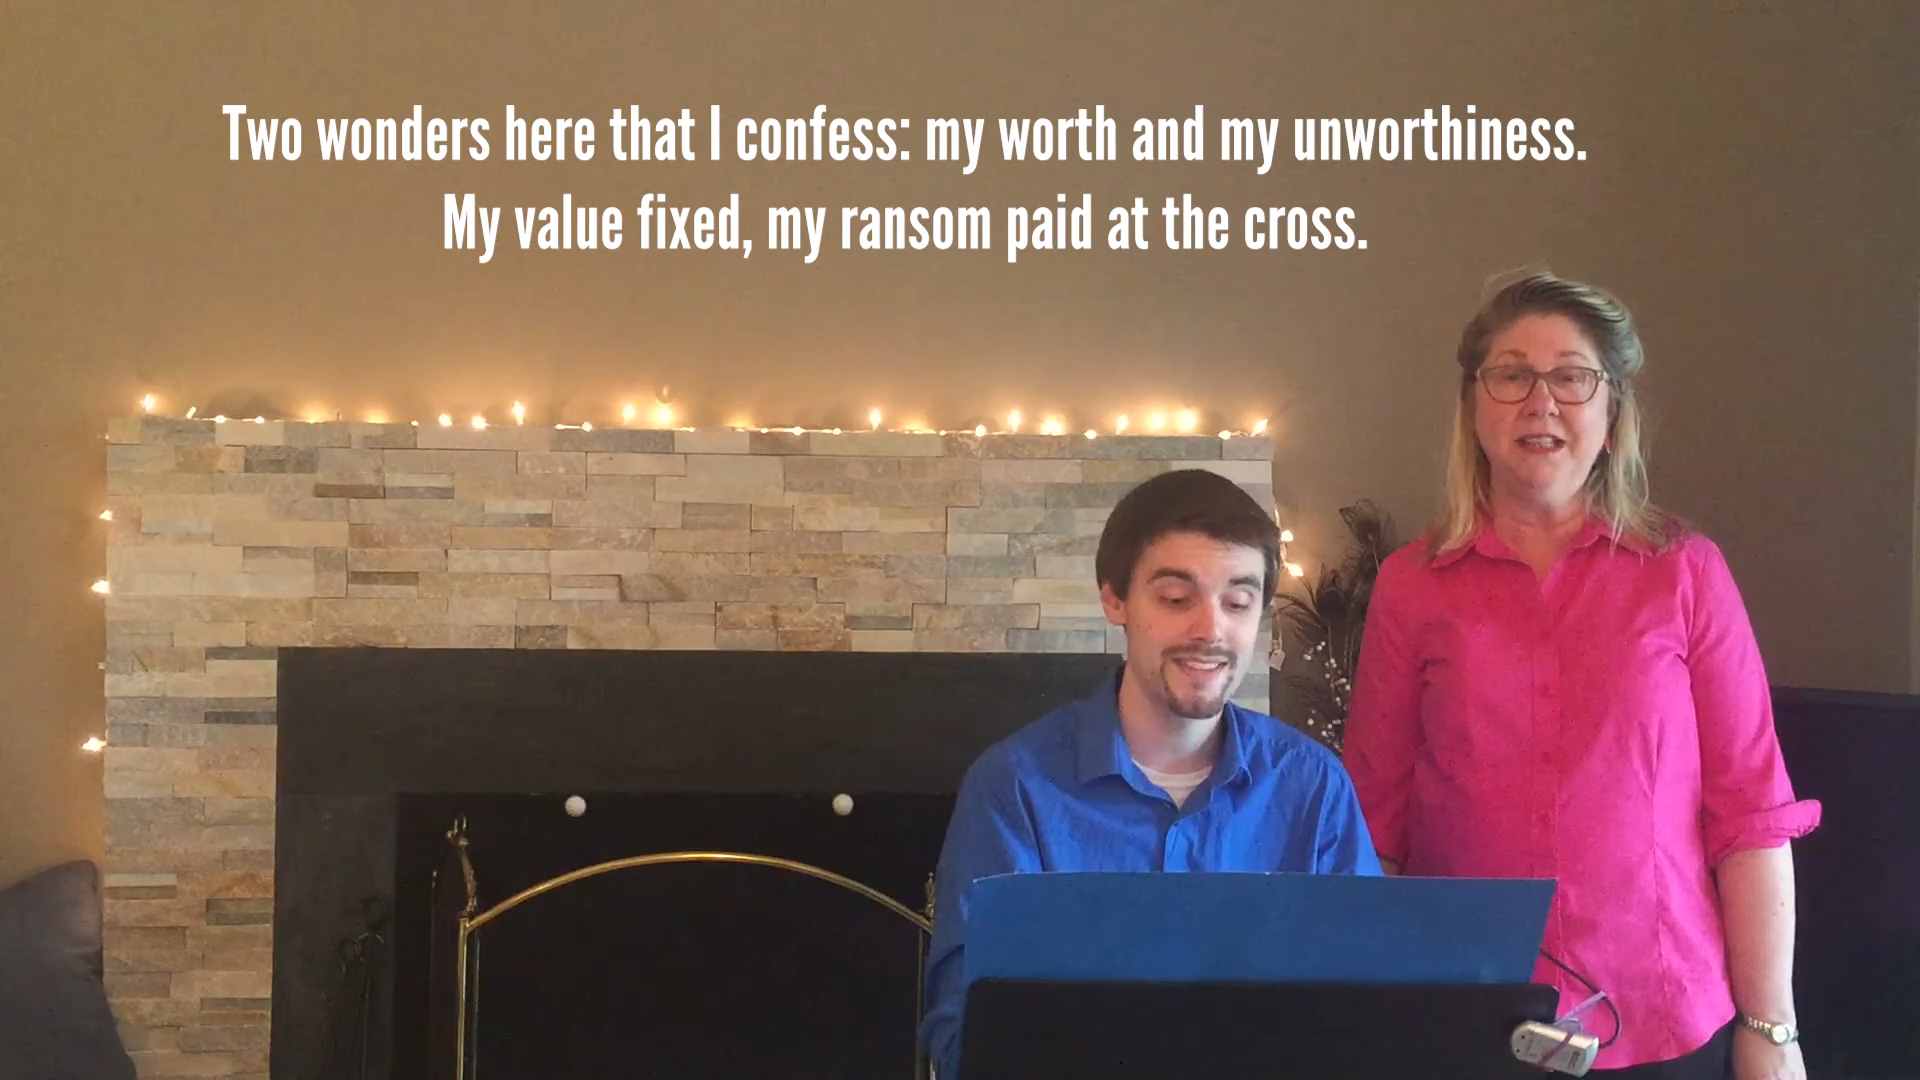 Two wonders here that I confess: my worth and my unworthiness.
My value fixed, my ransom paid at the cross.